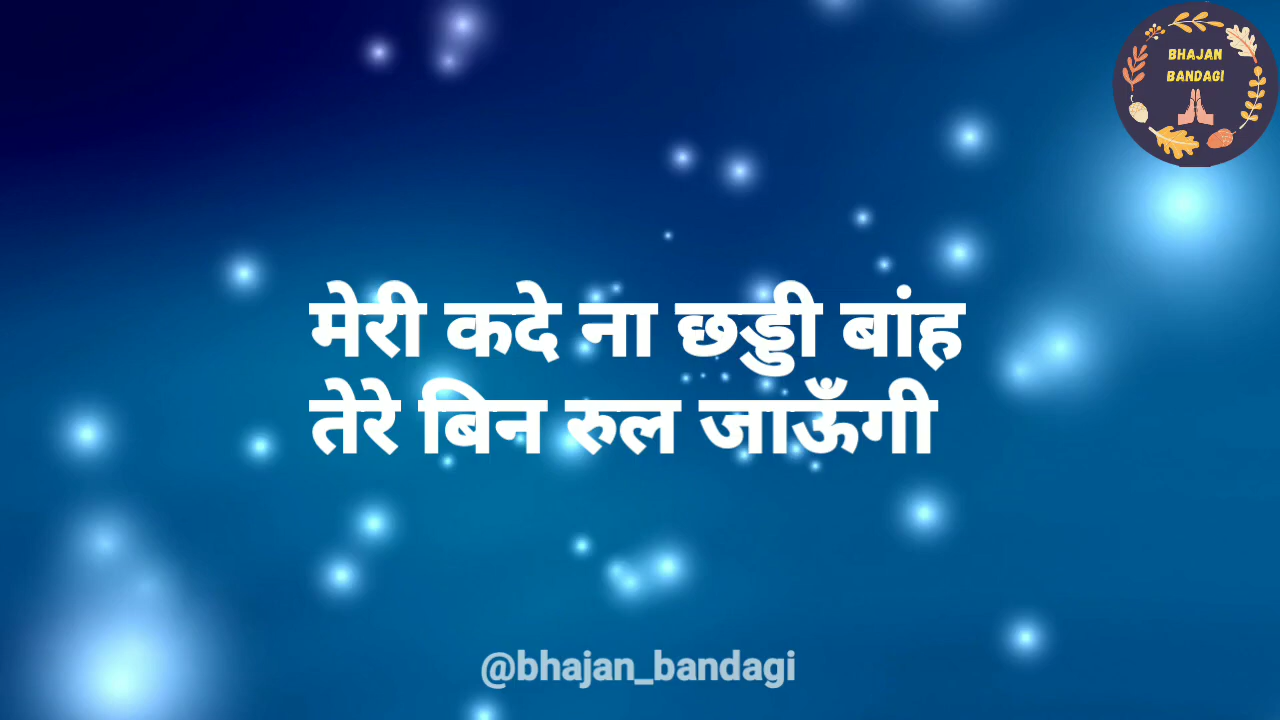 BHAJAN
BANDAGI
मेरी कदे ना छड्डी बांह
तेरे बिन रुल जाऊँगी
@bhajan_bandagi